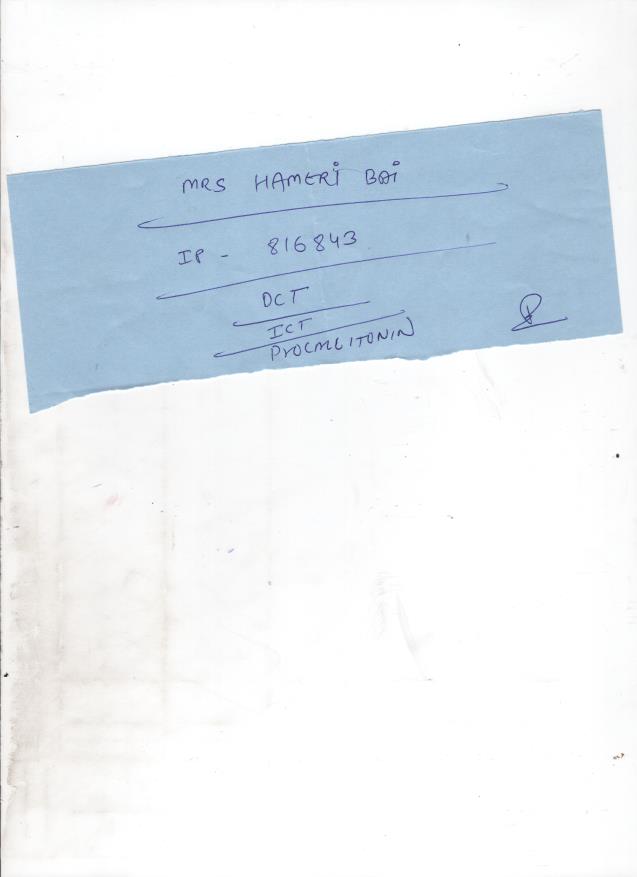 MRS HAMERI BAI
IP - 816843
DCT
ICT
PROCALCITONIN